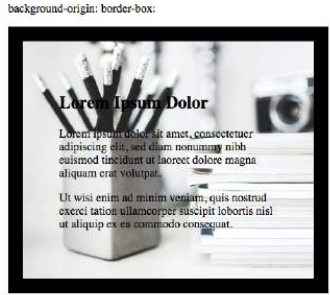 background-origin: border-box:
Lorem Ipsum Dolor
Lorem ipsum dolor sit amet, consectetuer
adipiscing elit, sed diam nonummy nibh
euismod tincidunt ut laoreet dolore magna
aliquam erat volutpat.
Ut wisi enim ad minim veniam, quis nostrud
exerci tation ullamcorper suscipit lobortis nisl
ut aliquip ex ea commodo consequat.